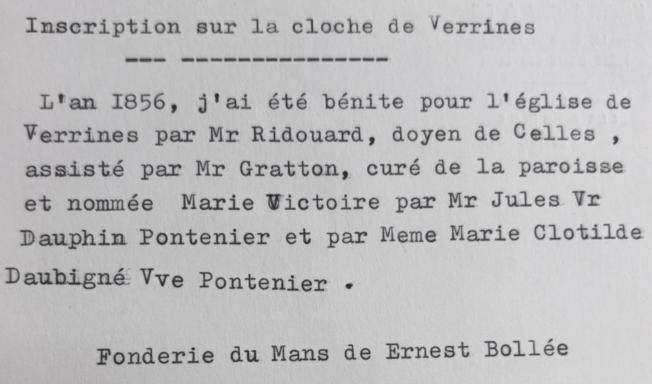 Inscription sur la cloche de Verrines
--- ---------------
L'an I856, j'ai été bénite pour l'église de
Verrines par Mr Ridouard, doyen de Celles ,
assisté par Mr Gratton, curé de la paroisse
et nommée Marie Victoire par Mr Jules Vr
Dauphin Pontenier et par Meme Marie Clotilde
Daubigné Vve Pontenier .
Fonderie du Mans de Ernest Bollée